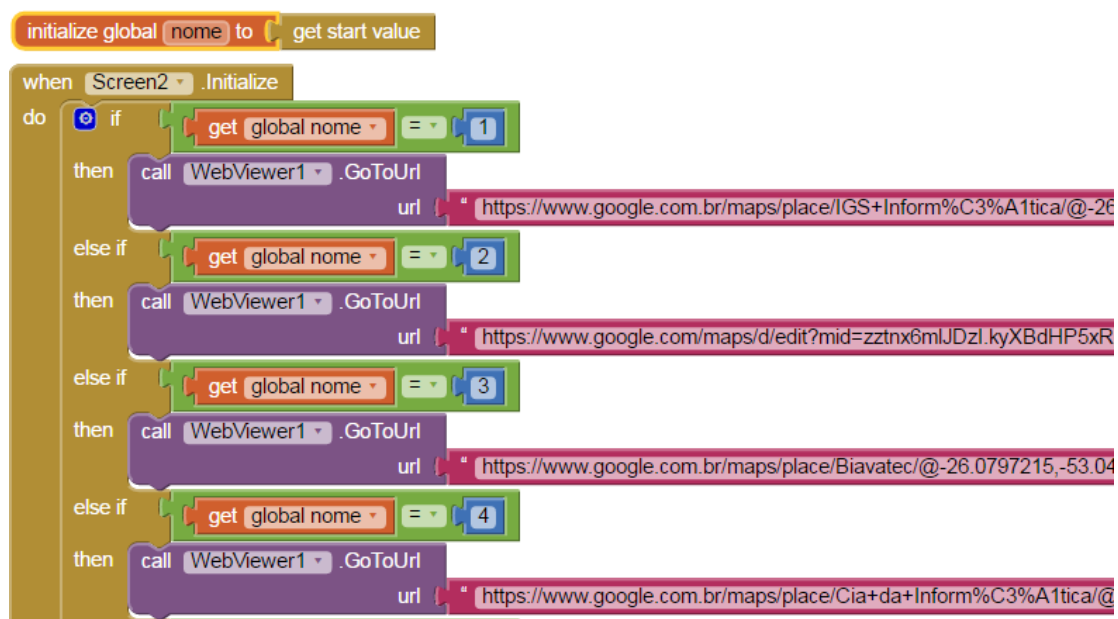 initialize global nome to get start value
when Screen2 .Initialize
do if get global nome = 1
then call WebViewer1 .GoToUrl
url " https://www.google.com.br/maps/place/IGS+Inform%C3%A1tica/@-26
else if get global nome = 2
then call WebViewer1 .GoToUrl
url " https://www.google.com/maps/d/edit?mid=zztnx6mlJDzI.kyXBdHP5xR
else if get global nome = 3
then call WebViewer1 .GoToUrl
url " https://www.google.com.br/maps/place/Biavatec/@-26.0797215,-53.04
else if get global nome = 4
then call WebViewer1 .GoToUrl
url " https://www.google.com.br/maps/place/Cia+da+Inform%C3%A1tica/@